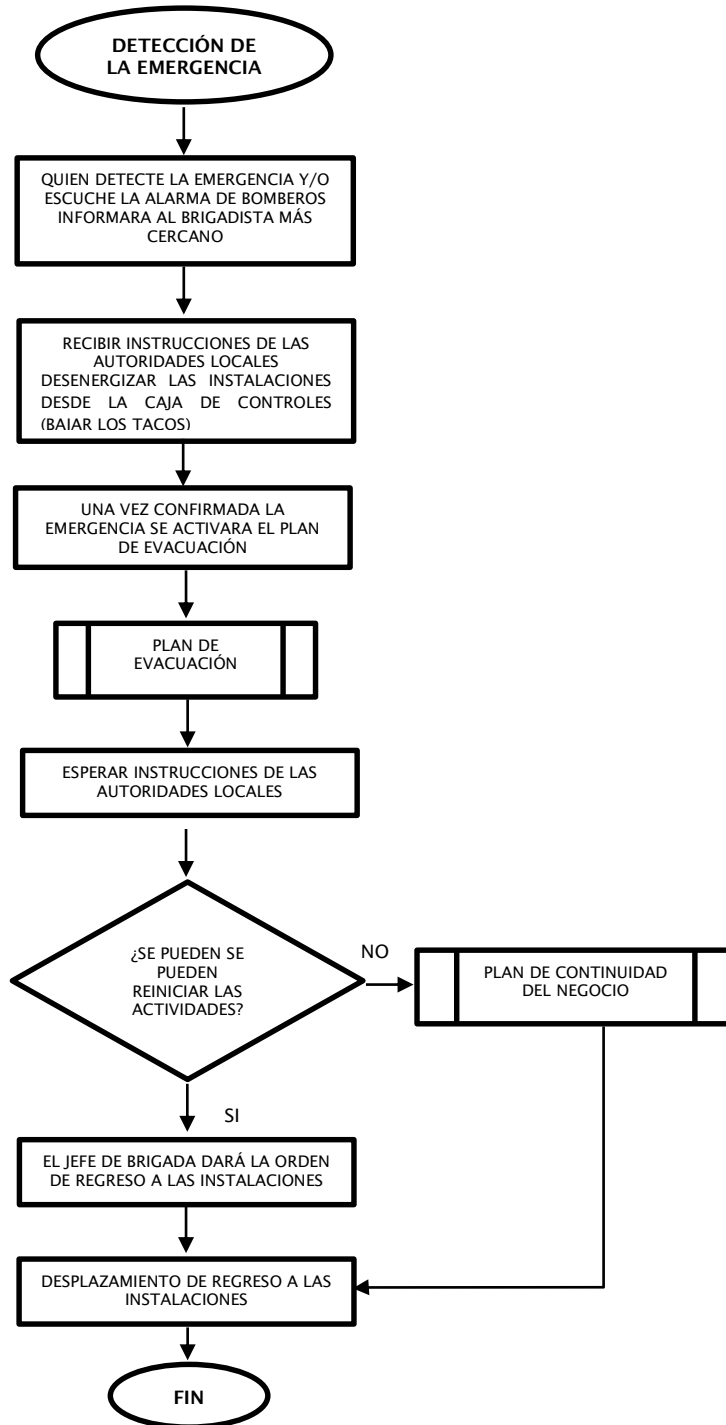 DETECCIÓN DE
LA EMERGENCIA
QUIEN DETECTE LA EMERGENCIA Y/O
ESCUCHE LA ALARMA DE BOMBEROS
INFORMARA AL BRIGADISTA MÁS
CERCANO
RECIBIR INSTRUCCIONES DE LAS
AUTORIDADES LOCALES
DESENERGIZAR LAS INSTALACIONES
DESDE LA CAJA DE CONTROLES
(BAJAR LOS TACOS)
UNA VEZ CONFIRMADA LA
EMERGENCIA SE ACTIVARA EL PLAN
DE EVACUACIÓN
PLAN DE
EVACUACIÓN
ESPERAR INSTRUCCIONES DE LAS
AUTORIDADES LOCALES
¿SE PUEDEN SE
PUEDEN
REINICIAR LAS
ACTIVIDADES?
NO
PLAN DE CONTINUIDAD
DEL NEGOCIO
SI
EL JEFE DE BRIGADA DARÁ LA ORDEN
DE REGRESO A LAS INSTALACIONES
DESPLAZAMIENTO DE REGRESO A LAS
INSTALACIONES
FIN